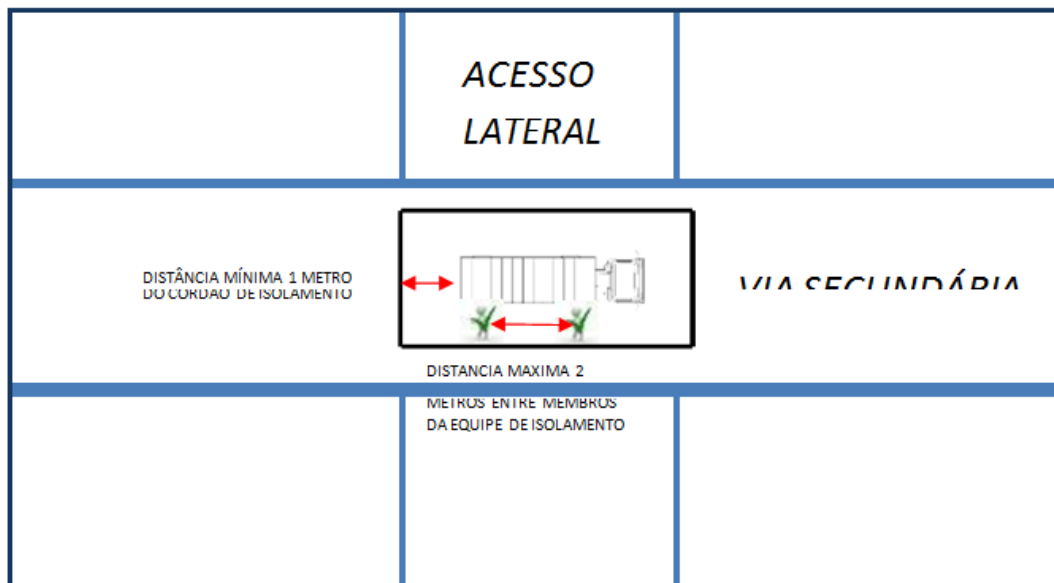 ACESSO
LATERAL
DISTÂNCIA MÍNIMA 1 METRO
DO CORDÃO DE ISOLAMENTO
VIA SECUNDÁRIA
DISTANCIA MAXIMA 2
METROS ENTRE MEMBROS
DA EQUIPE DE ISOLAMENTO